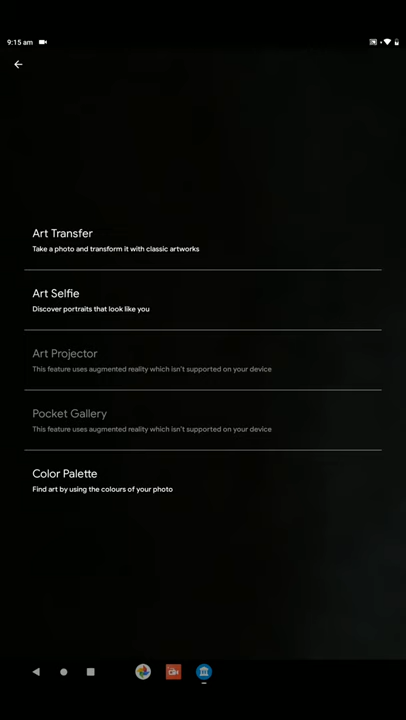 9:15 am
Art Transfer
Take a photo and transform it with classic artworks
Art Selfie
Discover portraits that look like you
Art Projector
This feature uses augmented reality which isn't supported on your device
Pocket Gallery
This feature uses augmented reality which isn't supported on your device
Color Palette
Find art by using the colours of your photo